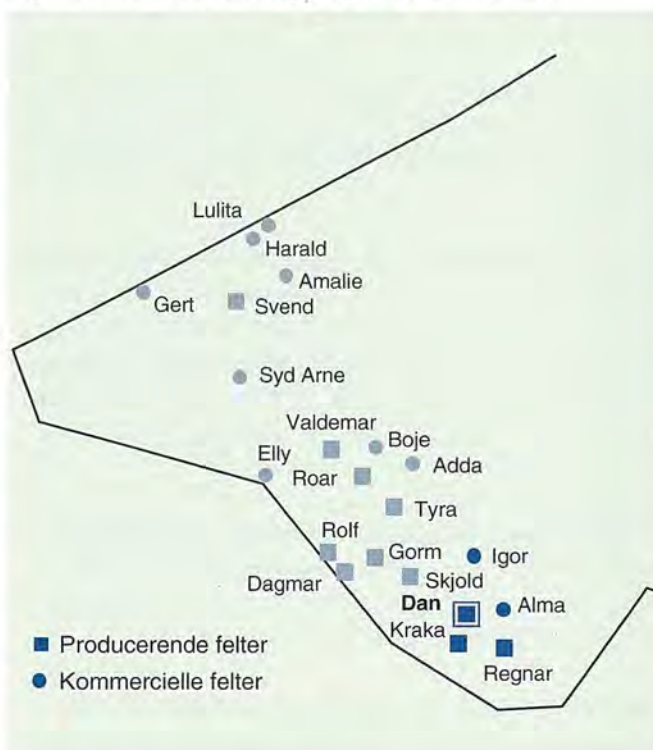 Lulita
Harald
Amalie
Gert
Svend
Syd Arne
Valdemar
Boje
Elly
Adda
Roar
Tyra
Rolf
Gorm
Igor
Dagmar
Skjold
Dan
Alma
Kraka
Regnar
Producerende felter
Kommercielle felter